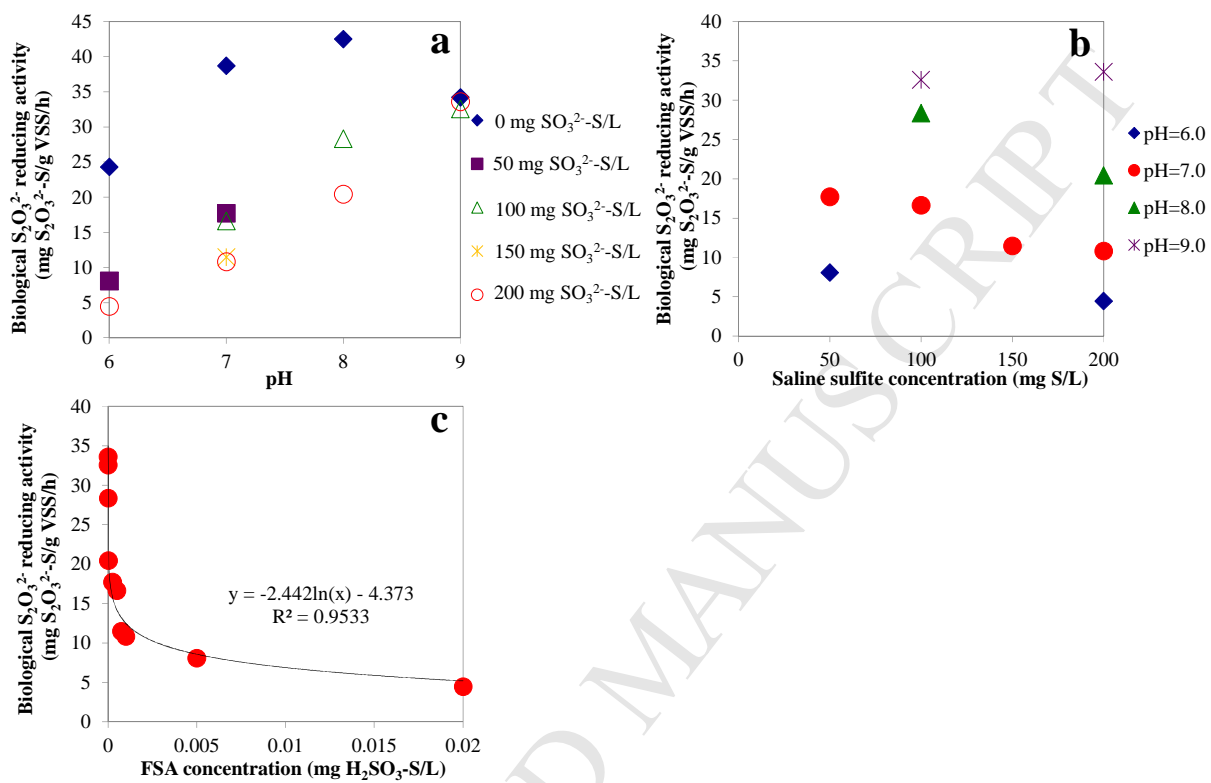 a
45
40
35
30
25
20
15
10
5
0
6
7
8
9
pH
Biological S₂O₃²⁻ reducing activity
(mg S₂O₃²⁻-S/g VSS/h)
0 mg SO₃²⁻-S/L
50 mg SO₃²⁻-S/L
100 mg SO₃²⁻-S/L
150 mg SO₃²⁻-S/L
200 mg SO₃²⁻-S/L
b
40
35
30
25
20
15
10
5
0
0
50
100
150
200
Saline sulfite concentration (mg S/L)
Biological S₂O₃²⁻ reducing activity
(mg S₂O₃²⁻-S/g VSS/h)
pH=6.0
pH=7.0
pH=8.0
pH=9.0
c
40
35
30
25
20
15
10
5
0
0
0.005
0.01
0.015
0.02
FSA concentration (mg H₂SO₃-S/L)
Biological S₂O₃²⁻ reducing activity
(mg S₂O₃²⁻-S/g VSS/h)
y = -2.442ln(x) - 4.373
R² = 0.9533
D MANUSCRIPT